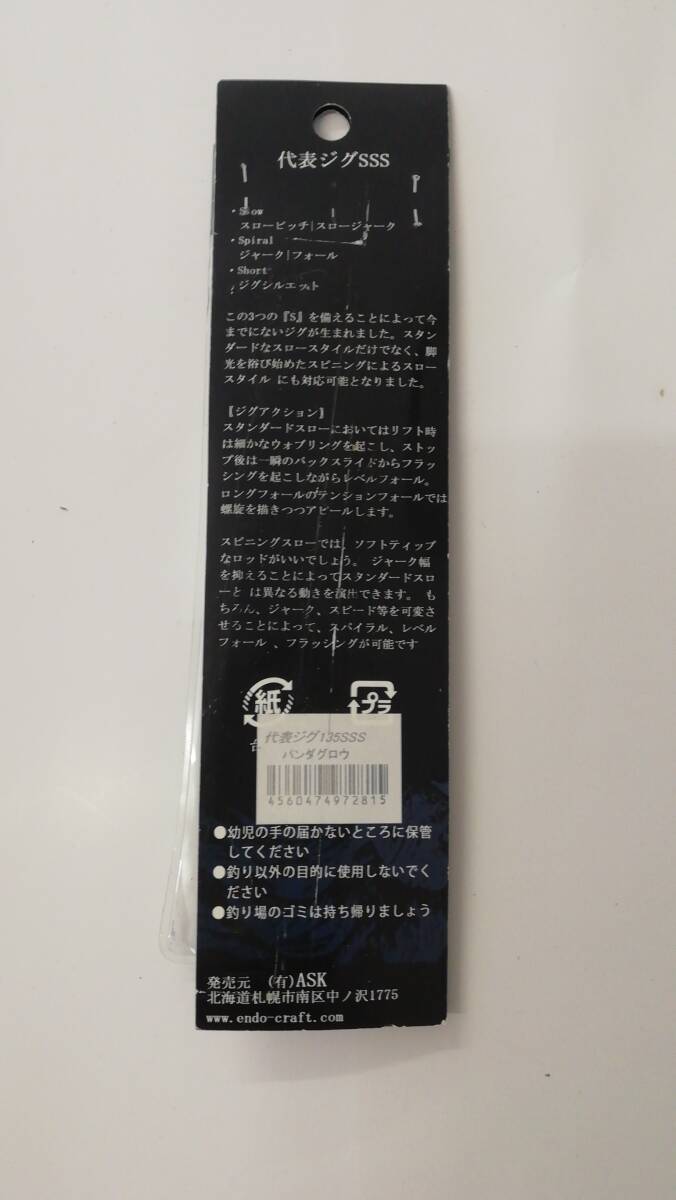 代表ジグSSS
・Slow
スローピッチ|スロージャーク
・Spiral
ジャーク|フォール
・Short
ジグシルエット
この3つの『S』を備えることによって今
までにないジグが生まれました。スタン
ダードなスロースタイルだけでなく、脚
光を浴び始めたスピニングによるスロー
スタイル にも対応可能となりました。
【ジグアクション】
スタンダードスローにおいてはリフト時
は細かなウォブリングを起こし、ストッ
プ後は一瞬のバックスライドからフラッ
シングを起こしながらレベルフォール。
ロングフォールのテンションフォールでは
螺旋を描きつつアピールします。
スピニングスローでは、ソフトティップ
なロッドがいいでしょう。 ジャーク幅
を抑えることによってスタンダードスロ
ーと は異なる動きを演出できます。 も
ちろん、ジャーク、スピード等を可変さ
せることによって、スパイラル、レベル
フォール 、フラッシングが可能です
紙 プラ
代表ジグ135SSS
パンダグロウ
4560474972815
●幼児の手の届かないところに保管
してください
●釣り以外の目的に使用しないでく
ださい
●釣り場のゴミは持ち帰りましょう
発売元 (有)ASK
北海道札幌市南区中ノ沢1775
www.endo-craft.com